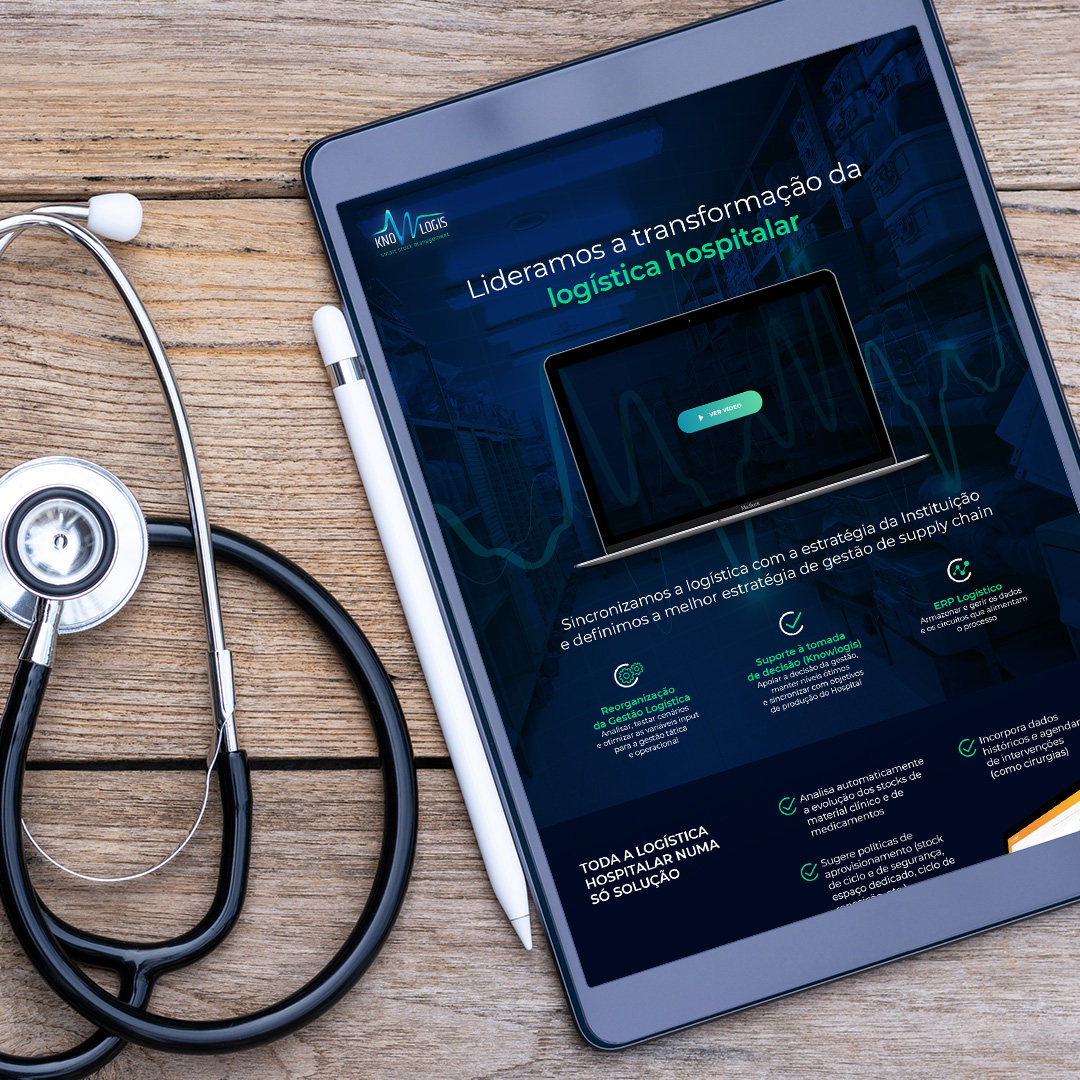 KNOWLOGIS
smart stock management
Lideramos a transformação da
logística hospitalar
VER VÍDEO
Sincronizamos a logística com a estratégia da Instituição
e definimos a melhor estratégia de gestão de supply chain
Reorganização
da Gestão Logística
Analisar, testar cenários
e otimizar as variáveis input
para a gestão tática
e operacional
Suporte à tomada
de decisão (Knowlogis)
Apoiar a decisão da gestão,
manter níveis ótimos
e sincronizar com objetivos
de produção do Hospital
ERP Logístico
Armazenar e gerir os dados
e os circuitos que alimentam
o processo
TODA A LOGÍSTICA
HOSPITALAR NUMA
SÓ SOLUÇÃO
Analisa automaticamente
a evolução dos stocks de
material clínico e de
medicamentos
Sugere políticas de
aprovisionamento (stock
de ciclo e de segurança,
espaço dedicado, ciclo de
Incorpora dados
históricos e agendar
de intervenções
(como cirurgias)